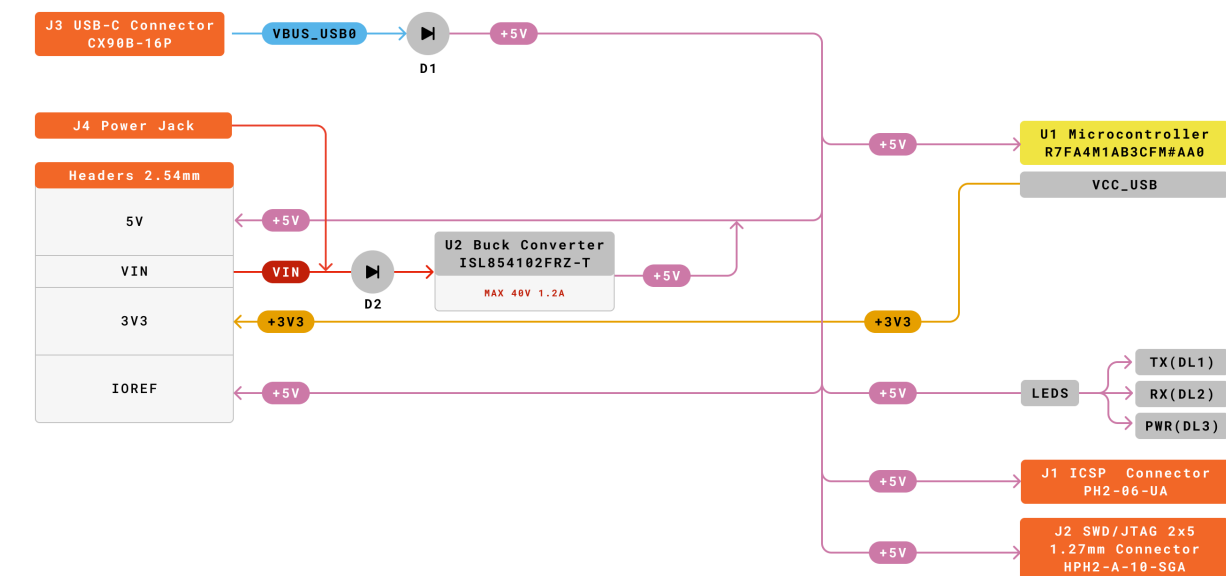 J3 USB-C Connector
CX90B-16P
VBUS_USB0
+5V
D1
J4 Power Jack
Headers 2.54mm
5V
+5V
VIN
VIN
D2
U2 Buck Converter
ISL854102FRZ-T
MAX 40V 1.2A
+5V
3V3
+3V3
+3V3
IOREF
+5V
+5V
U1 Microcontroller
R7FA4M1AB3CFM#AA0
VCC_USB
+5V
LEDS
TX(DL1)
RX(DL2)
PWR(DL3)
+5V
J1 ICSP  Connector
PH2-06-UA
+5V
J2 SWD/JTAG 2x5
1.27mm Connector
HPH2-A-10-SGA